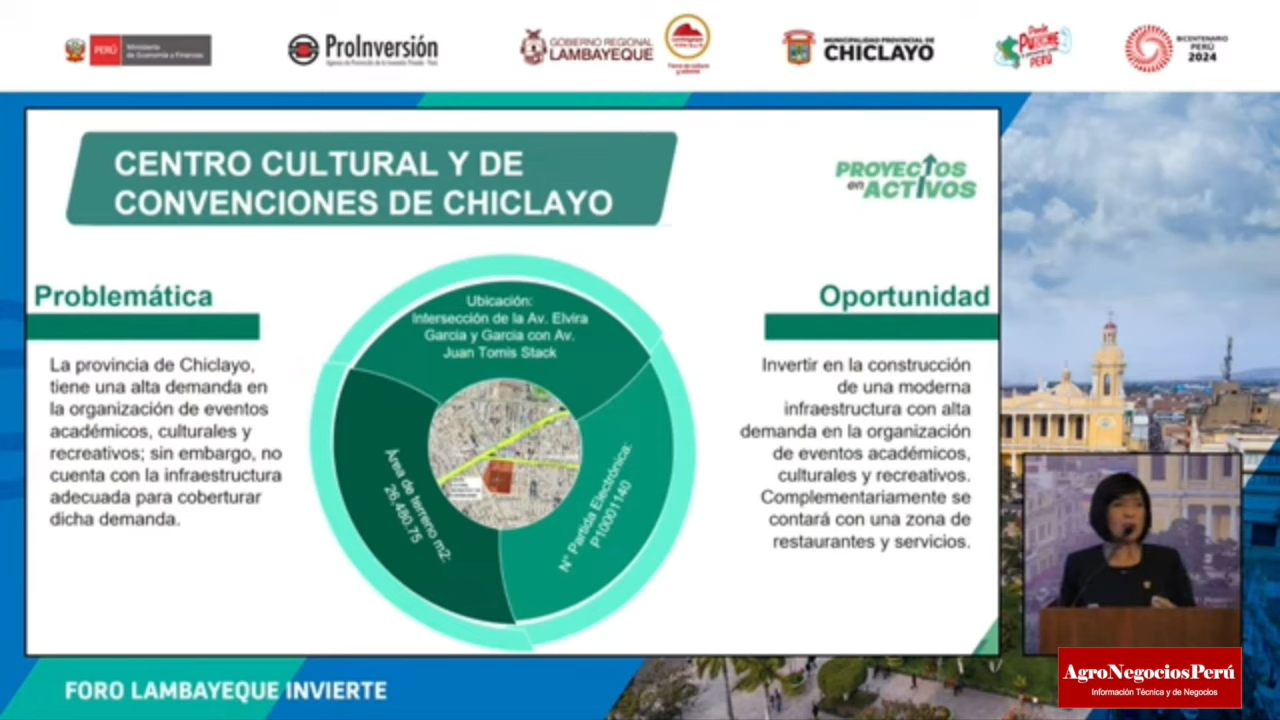 PERÚ
Ministerio
de Economía y Finanzas
ProInversión
Agencia de Promoción de la Inversión Privada - Perú
GOBIERNO REGIONAL
LAMBAYEQUE
MUNICIPALIDAD PROVINCIAL DE
CHICLAYO
PERÚ
BICENTENARIO
PERÚ
2024
CENTRO CULTURAL Y DE
CONVENCIONES DE CHICLAYO
PROYECTOS
en ACTIVOS
Problemática
La provincia de Chiclayo,
tiene una alta demanda en
la organización de eventos
académicos, culturales y
recreativos; sin embargo, no
cuenta con la infraestructura
adecuada para coberturar
dicha demanda.
Ubicación:
Intersección de la Av. Elvira
Garcia y Garcia con Av.
Juan Tomis Stack
Área de terreno m2:
26,480.75
N° Partida Electrónica:
P10001140
Oportunidad
Invertir en la construcción
de una moderna
infraestructura con alta
demanda en la organización
de eventos académicos,
culturales y recreativos.
Complementariamente se
contará con una zona de
restaurantes y servicios.
FORO LAMBAYEQUE INVIERTE
AgroNegociosPerú
Información Técnica y de Negocios